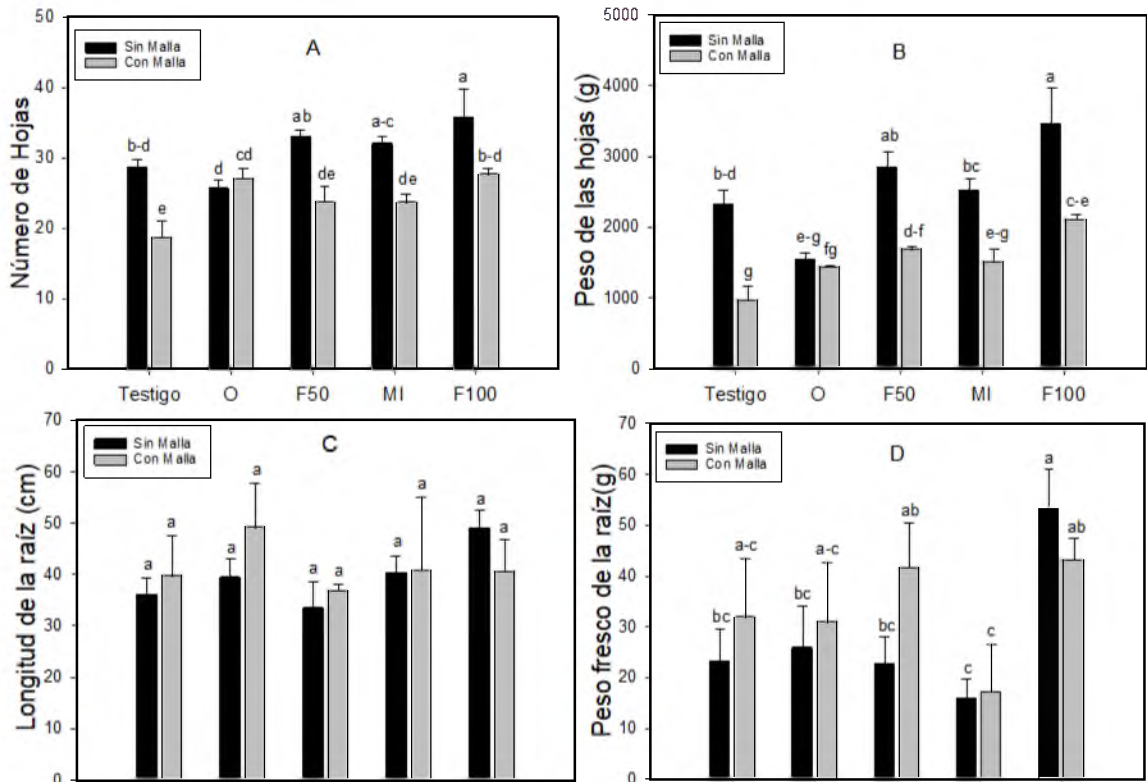 50
40
30
20
10
0
Número de Hojas
Sin Malla
Con Malla
A
b-d
e
d
cd
ab
de
a-c
de
a
b-d
Testigo
O
F50
MI
F100
5000
4000
3000
2000
1000
0
Peso de las hojas (g)
Sin Malla
Con Malla
B
b-d
g
e-g
fg
ab
d-f
bc
e-g
a
c-e
Testigo
O
F50
MI
F100
70
60
50
40
30
20
10
0
Longitud de la raíz (cm)
Sin Malla
Con Malla
C
a
a
a
a
a
a
a
a
a
a
70
60
50
40
30
20
10
0
Peso fresco de la raíz(g)
Sin Malla
Con Malla
D
bc
a-c
bc
a-c
bc
ab
c
c
a
ab